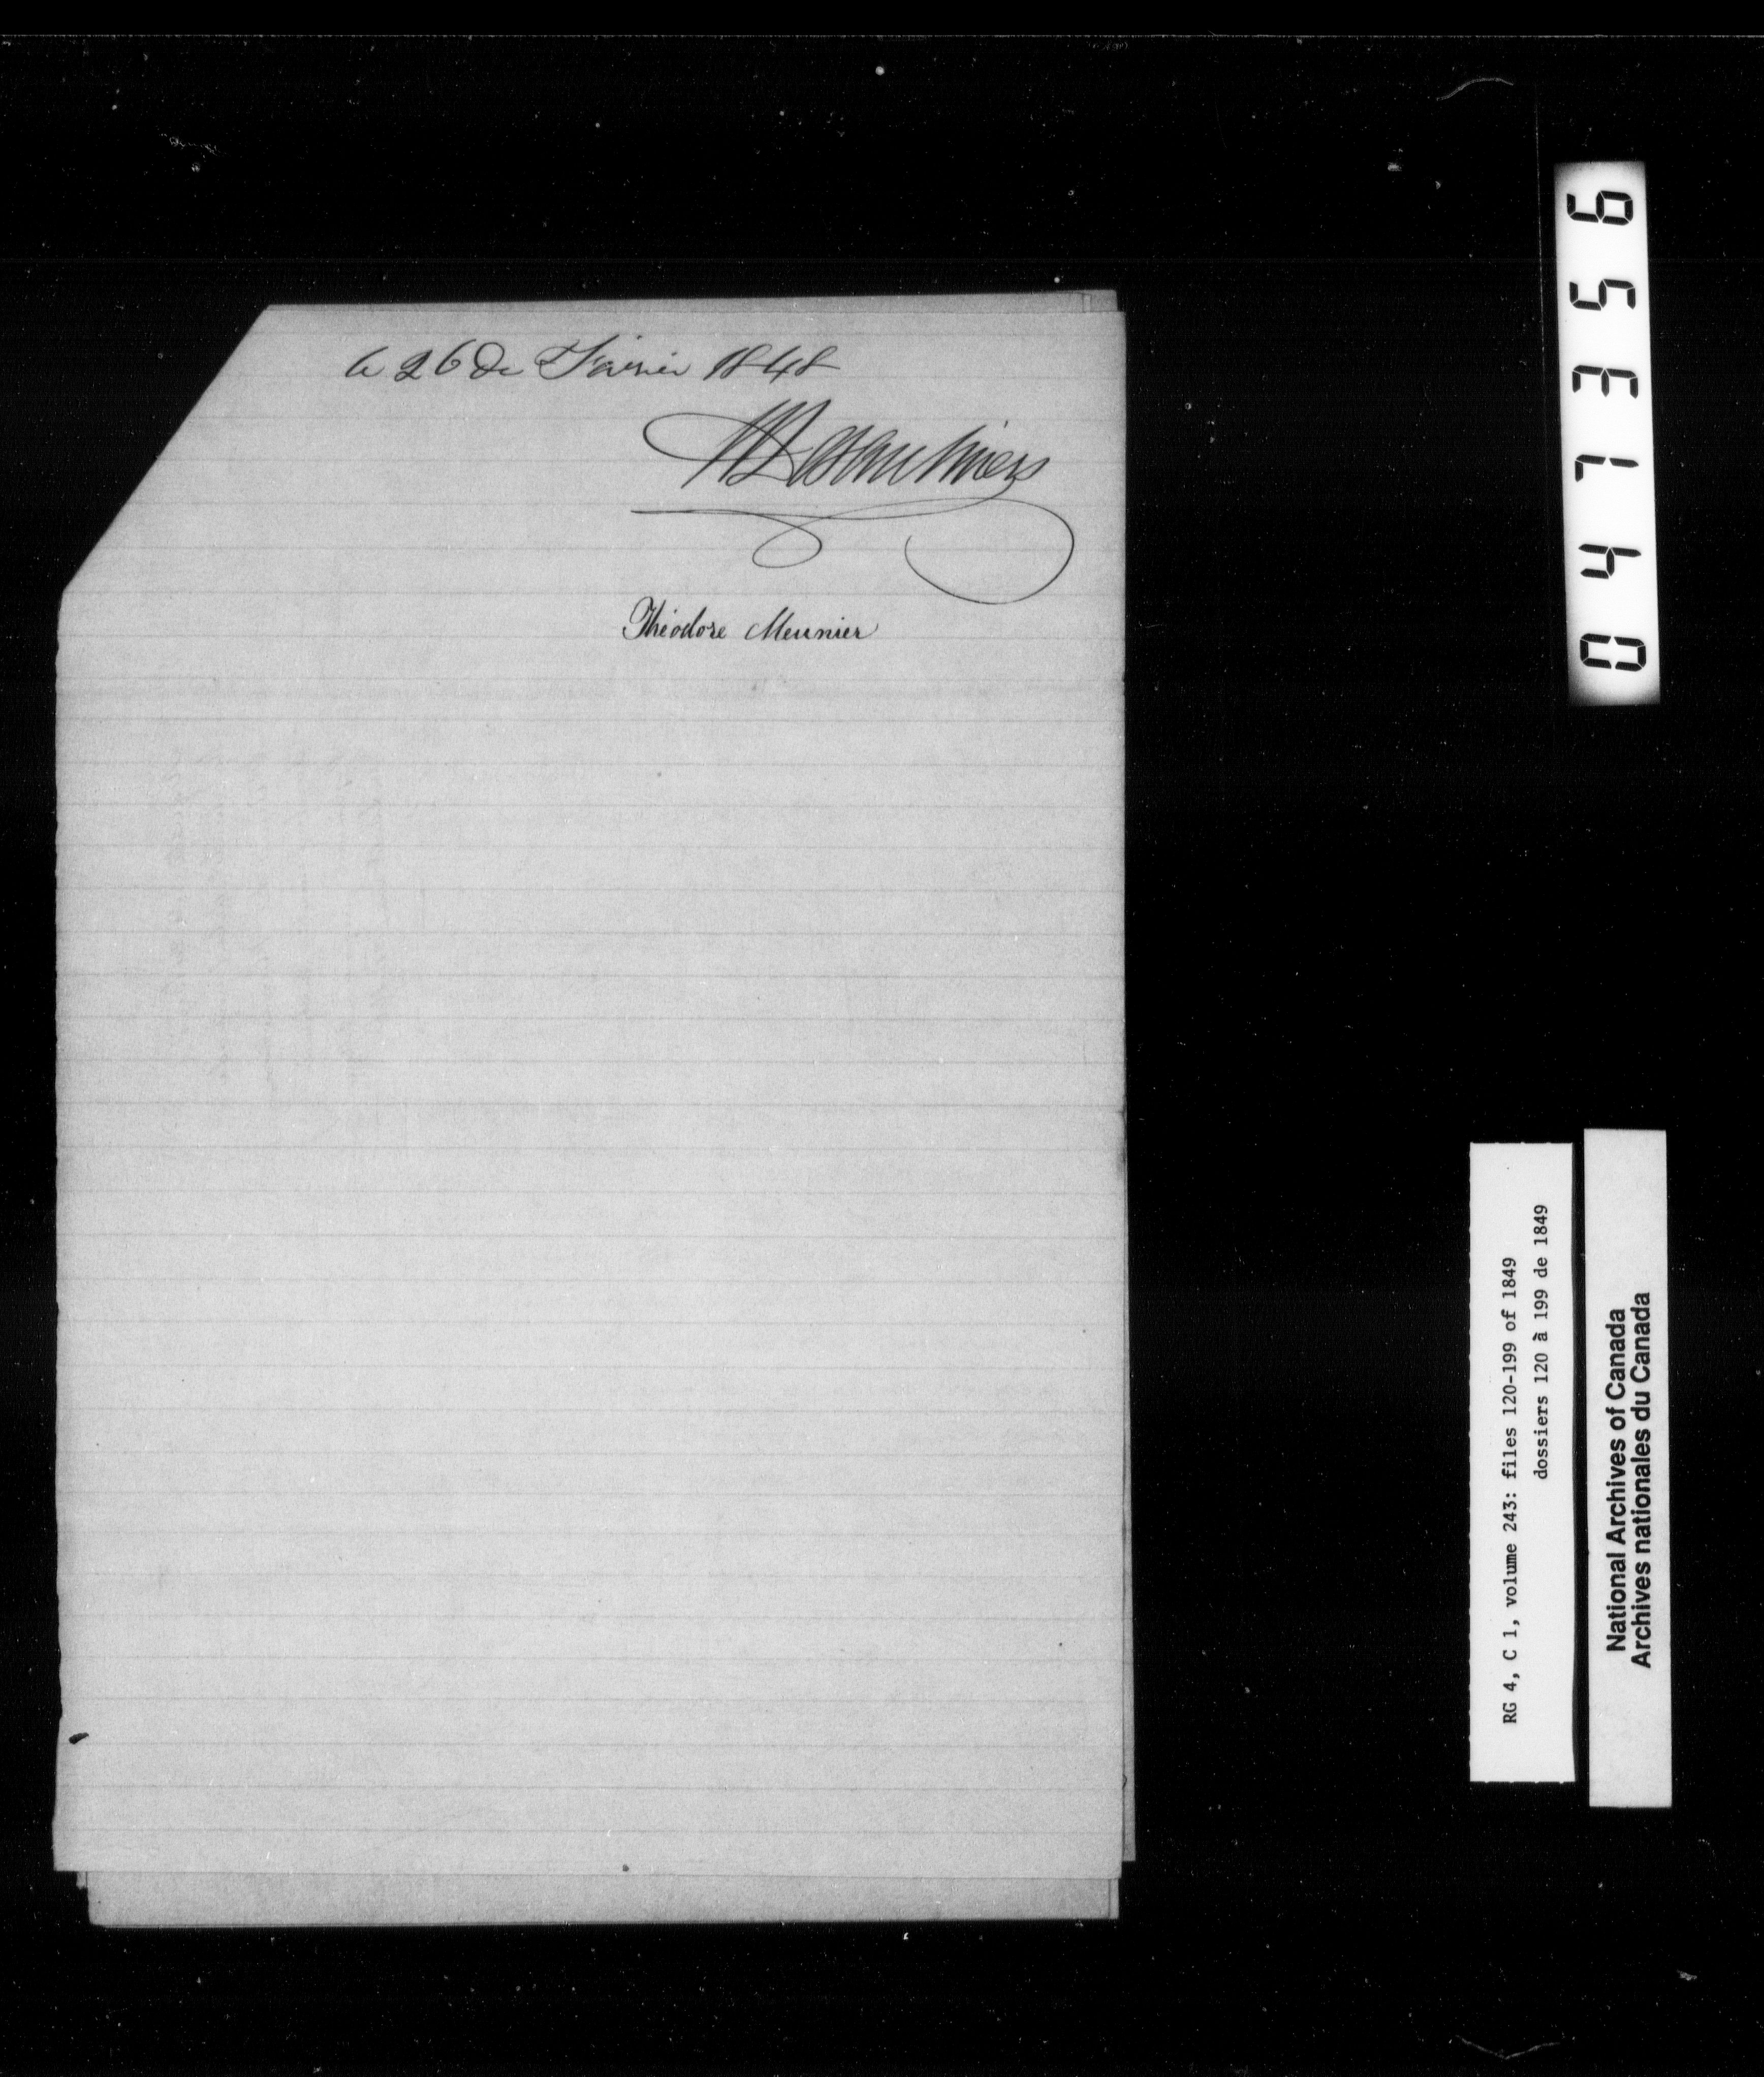 le 26 de Février 1848
Théodore Meunier
047356
RG 4, C 1, volume 243: files 120-199 of 1849
dossiers 120 à 199 de 1849
National Archives of Canada
Archives nationales du Canada